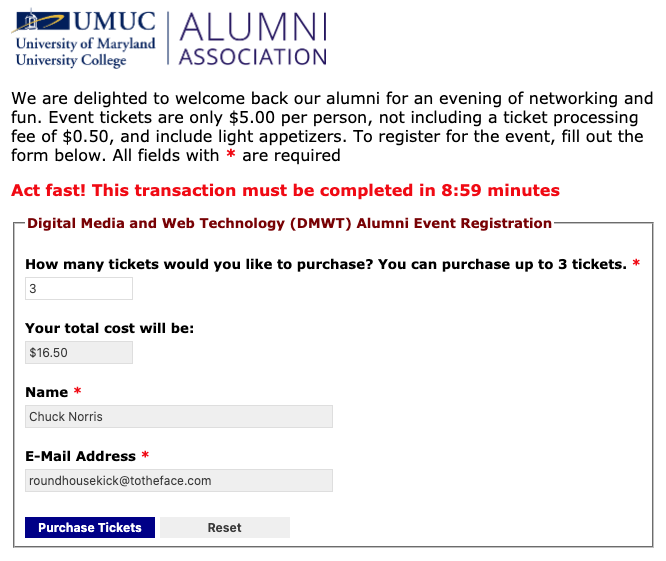 UMUC
University of Maryland
University College
ALUMNI
ASSOCIATION
We are delighted to welcome back our alumni for an evening of networking and
fun. Event tickets are only $5.00 per person, not including a ticket processing
fee of $0.50, and include light appetizers. To register for the event, fill out the
form below. All fields with * are required
Act fast! This transaction must be completed in 8:59 minutes
Digital Media and Web Technology (DMWT) Alumni Event Registration
How many tickets would you like to purchase? You can purchase up to 3 tickets. *
3
Your total cost will be:
$16.50
Name *
Chuck Norris
E-Mail Address *
roundhousekick@totheface.com
Purchase Tickets Reset